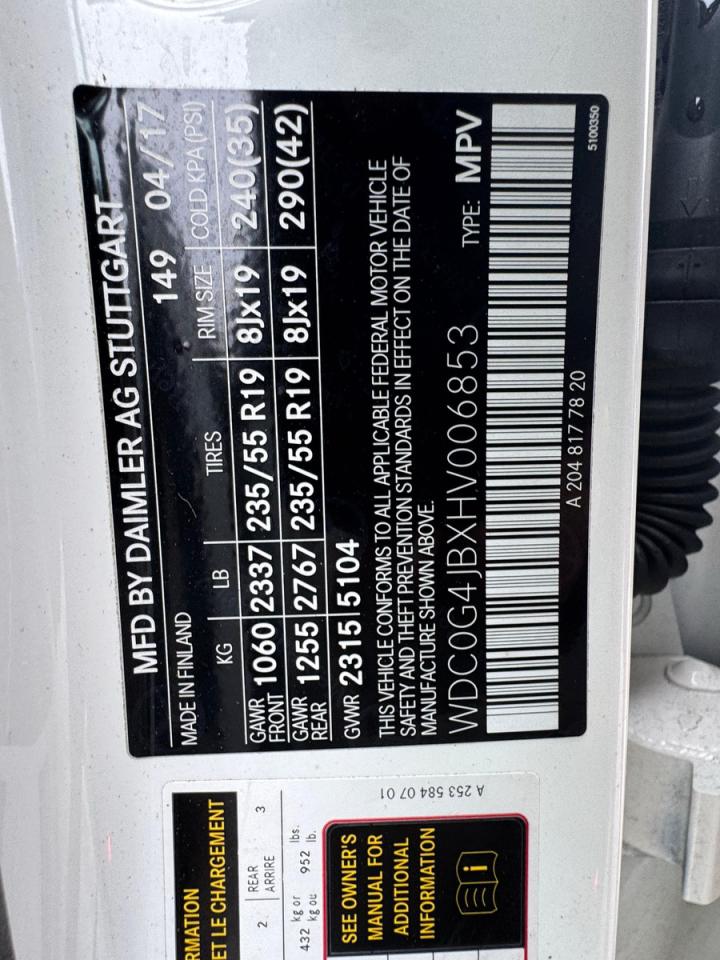 MFD BY DAIMLER AG STUTTGART
MADE IN FINLAND 149 04/17
KG LB TIRES RIM SIZE COLD KPA (PSI)
GAWR FRONT 1060 2337 235/55 R19 8Jx19 240(35)
GAWR REAR 1255 2767 235/55 R19 8Jx19 290(42)
GVWR 2315 5104
THIS VEHICLE CONFORMS TO ALL APPLICABLE FEDERAL MOTOR VEHICLE
SAFETY AND THEFT PREVENTION STANDARDS IN EFFECT ON THE DATE OF
MANUFACTURE SHOWN ABOVE.
WDC0G4JBXHV006853 TYPE: MPV
A 204 817 78 20
5100350
RMATION
ET LE CHARGEMENT
2 REAR ARRIRE 3
432 kg or kg ou 952 lbs. lb.
SEE OWNER'S
MANUAL FOR
ADDITIONAL
INFORMATION
A 253 584 07 01